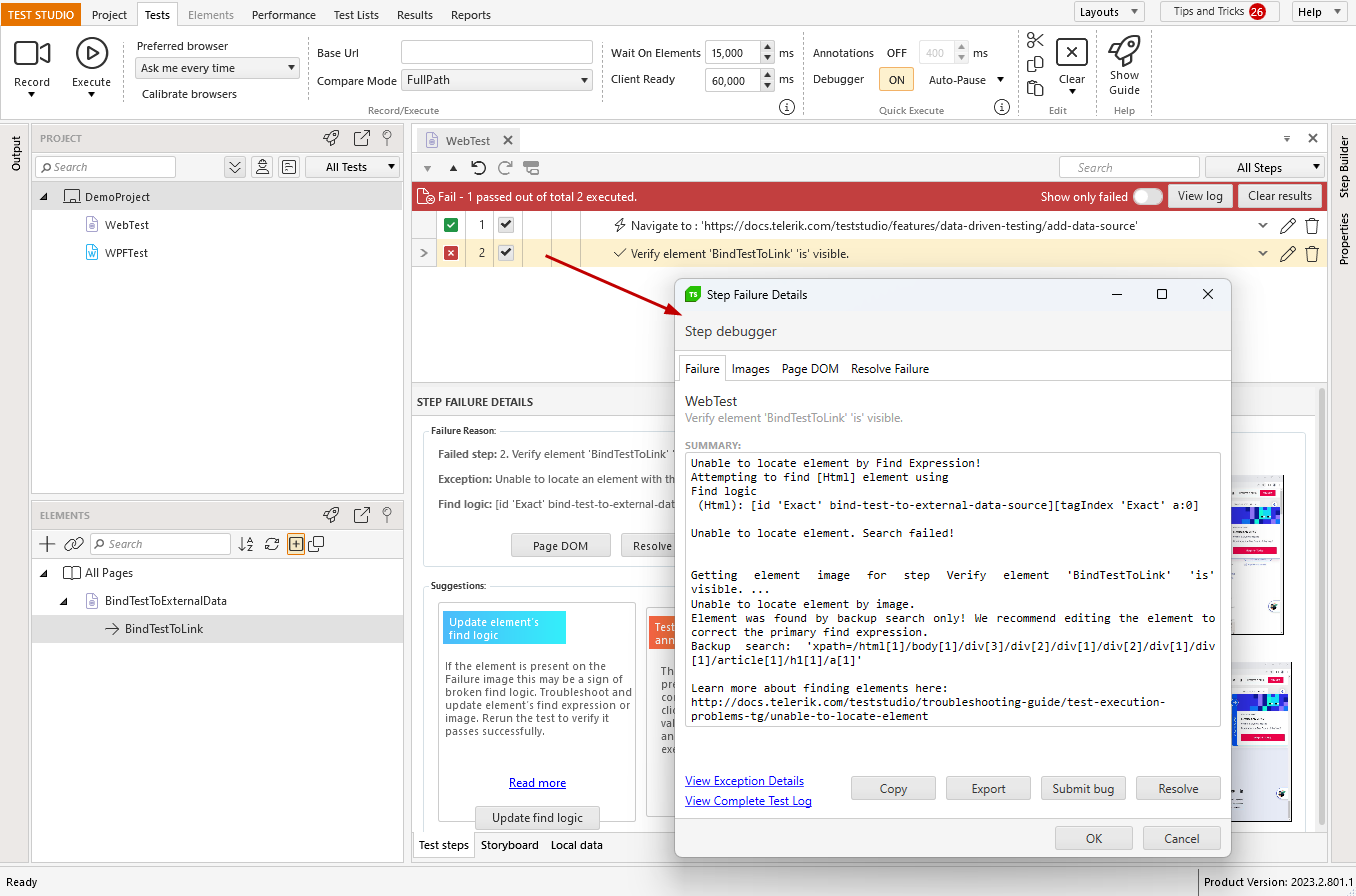 TEST STUDIO Project Tests Elements Performance Test Lists Results Reports Layouts Tips and Tricks 26 Help
Record
Execute
Preferred browser
Ask me every time
Calibrate browsers
Base Url
Compare Mode FullPath
Record/Execute
Wait On Elements 15,000 ms
Client Ready 60,000 ms
Annotations OFF 400 ms
Debugger ON Auto-Pause
Quick Execute
Clear
Edit
Show
Guide
Help
Output
PROJECT
Search All Tests
DemoProject
WebTest
WPFTest
ELEMENTS
Search
All Pages
BindTestToExternalData
BindTestToLink
WebTest
Search All Steps
Fail - 1 passed out of total 2 executed. Show only failed View log Clear results
1 Navigate to : 'https://docs.telerik.com/teststudio/features/data-driven-testing/add-data-source'
2 Verify element 'BindTestToLink' 'is' visible.
STEP FAILURE DETAILS
Failure Reason:
Failed step: 2. Verify element 'BindTestToLink' '
Exception: Unable to locate an element with th
Find logic: [id 'Exact' bind-test-to-external-dat
Page DOM Resolve
Suggestions:
Update element's
find logic
If the element is present on the
Failure image this may be a sign of
broken find logic. Troubleshoot and
update element's find expression or
image. Rerun the test to verify it
passes successfully.
Read more
Update find logic
Test steps Storyboard Local data
Step Failure Details
Step debugger
Failure Images Page DOM Resolve Failure
WebTest
Verify element 'BindTestToLink' 'is' visible.
SUMMARY:
Unable to locate element by Find Expression!
Attempting to find [Html] element using
Find logic
(Html): [id 'Exact' bind-test-to-external-data-source][tagIndex 'Exact' a:0]
Unable to locate element. Search failed!
Getting element image for step Verify element 'BindTestToLink' 'is'
visible. ...
Unable to locate element by image.
Element was found by backup search only! We recommend editing the element to
correct the primary find expression.
Backup search: 'xpath=/html[1]/body[1]/div[3]/div[2]/div[1]/div[2]/div[1]/div
[1]/article[1]/h1[1]/a[1]'
Learn more about finding elements here:
http://docs.telerik.com/teststudio/troubleshooting-guide/test-execution-
problems-tg/unable-to-locate-element
View Exception Details
View Complete Test Log
Copy Export Submit bug Resolve
OK Cancel
Step Builder
Properties
Ready Product Version: 2023.2.801.1